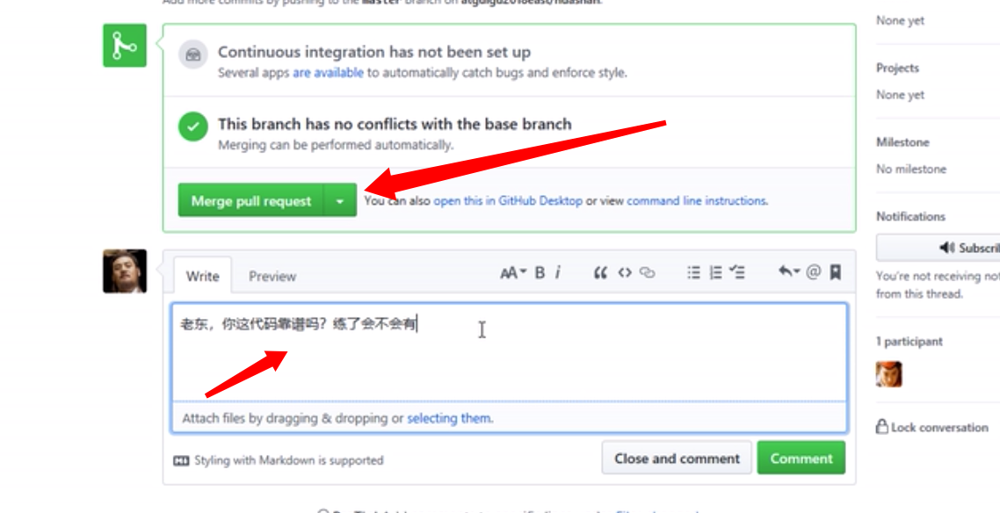 Add more commits by pushing to the master branch on atguigu2018east/huashan.
Continuous integration has not been set up
Several apps are available to automatically catch bugs and enforce style.
This branch has no conflicts with the base branch
Merging can be performed automatically.
Merge pull request
You can also open this in GitHub Desktop or view command line instructions.
Write
Preview
AA B i
老东，你这代码靠谱吗？练了会不会有
Attach files by dragging & dropping or selecting them.
Styling with Markdown is supported
Close and comment
Comment
None yet
Projects
None yet
Milestone
No milestone
Notifications
Subscri
You're not receiving not
from this thread.
1 participant
Lock conversation